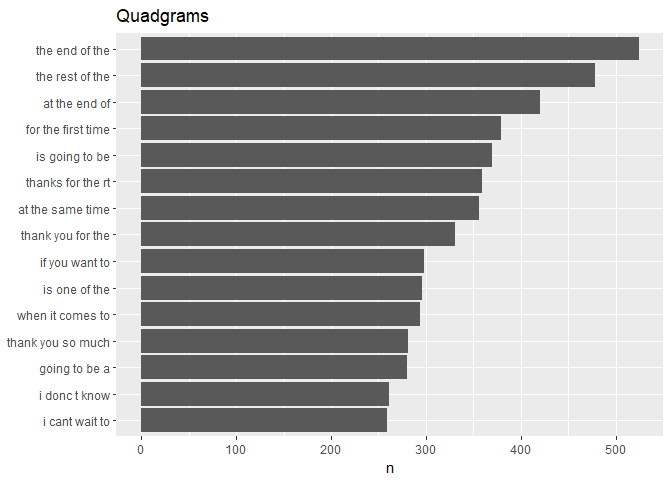 Quadgrams
the end of the
the rest of the
at the end of
for the first time
is going to be
thanks for the rt
at the same time
thank you for the
if you want to
is one of the
when it comes to
thank you so much
going to be a
i donc t know
i cant wait to
0 100 200 300 400 500
n